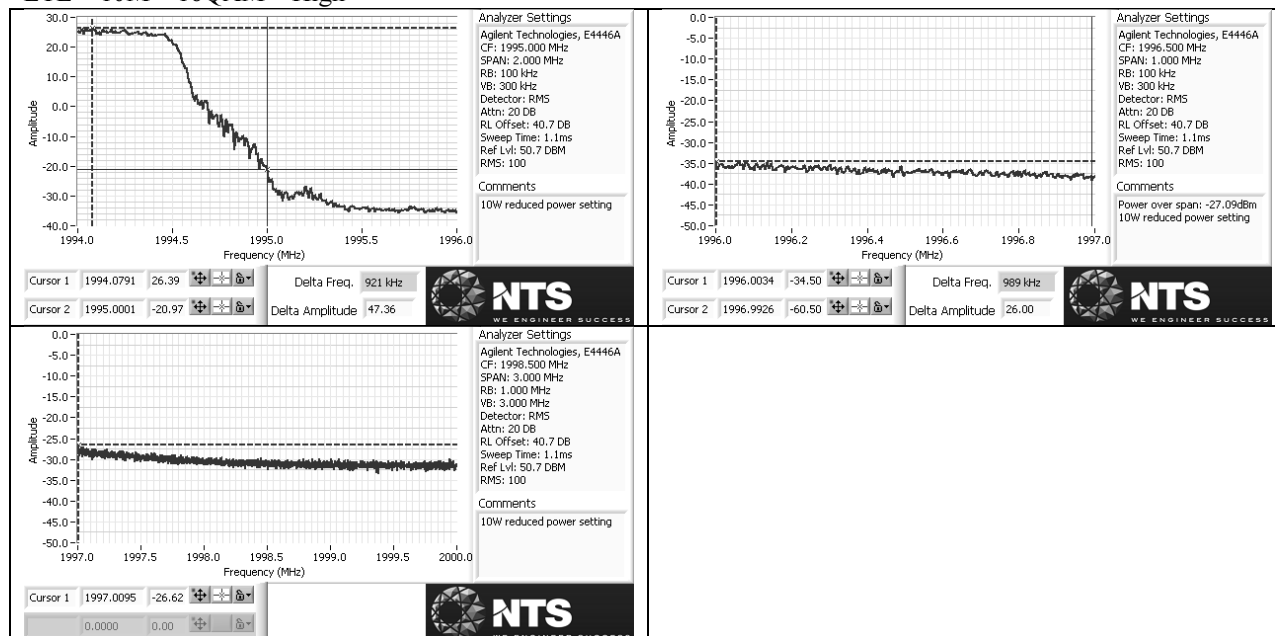 LTE – 10M – 16QAM – High
30.0
20.0
10.0
0.0
-10.0
-20.0
-30.0
-40.0
Amplitude
1994.0 1994.5 1995.0 1995.5 1996.0
Frequency (MHz)
Analyzer Settings
Agilent Technologies, E4446A
CF: 1995.000 MHz
SPAN: 2.000 MHz
RB: 100 kHz
VB: 300 kHz
Detector: RMS
Attn: 20 DB
RL Offset: 40.7 DB
Sweep Time: 1.1ms
Ref Lvl: 50.7 DBM
RMS: 100
Comments
10W reduced power setting
Cursor 1 1994.0791 26.39
Cursor 2 1995.0001 -20.97
Delta Freq. 921 kHz
Delta Amplitude 47.36
NTS
WE ENGINEER SUCCESS
0.0
-5.0
-10.0
-15.0
-20.0
-25.0
-30.0
-35.0
-40.0
-45.0
-50.0
Amplitude
1996.0 1996.2 1996.4 1996.6 1996.8 1997.0
Frequency (MHz)
Analyzer Settings
Agilent Technologies, E4446A
CF: 1996.500 MHz
SPAN: 1.000 MHz
RB: 100 kHz
VB: 300 kHz
Detector: RMS
Attn: 20 DB
RL Offset: 40.7 DB
Sweep Time: 1.1ms
Ref Lvl: 50.7 DBM
RMS: 100
Comments
Power over span: -27.09dBm
10W reduced power setting
Cursor 1 1996.0034 -34.50
Cursor 2 1996.9926 -60.50
Delta Freq. 989 kHz
Delta Amplitude 26.00
NTS
WE ENGINEER SUCCESS
0.0
-5.0
-10.0
-15.0
-20.0
-25.0
-30.0
-35.0
-40.0
-45.0
-50.0
Amplitude
1997.0 1997.5 1998.0 1998.5 1999.0 1999.5 2000.0
Frequency (MHz)
Analyzer Settings
Agilent Technologies, E4446A
CF: 1998.500 MHz
SPAN: 3.000 MHz
RB: 1.000 MHz
VB: 3.000 MHz
Detector: RMS
Attn: 20 DB
RL Offset: 40.7 DB
Sweep Time: 1.1ms
Ref Lvl: 50.7 DBM
RMS: 100
Comments
10W reduced power setting
Cursor 1 1997.0095 -26.62
0.0000 0.00
NTS
WE ENGINEER SUCCESS